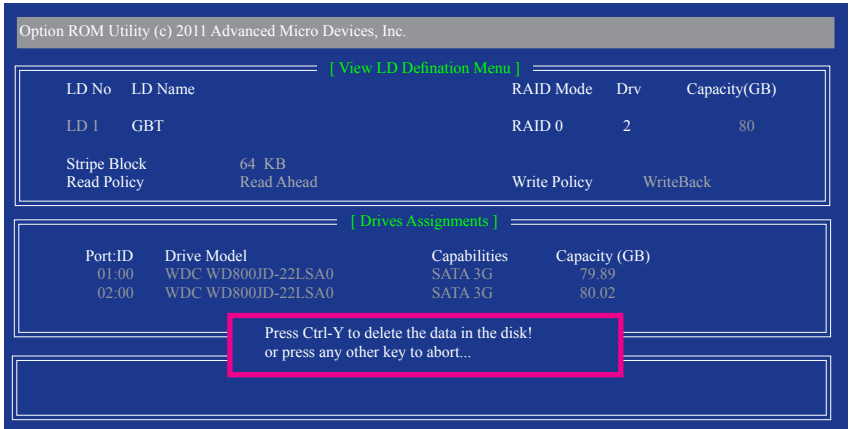 Option ROM Utility (c) 2011 Advanced Micro Devices, Inc.
[ View LD Defination Menu ]
LD No LD Name RAID Mode Drv Capacity(GB)
LD 1 GBT RAID 0 2 80
Stripe Block 64 KB
Read Policy Read Ahead Write Policy WriteBack
[ Drives Assignments ]
Port:ID Drive Model Capabilities Capacity (GB)
01:00 WDC WD800JD-22LSA0 SATA 3G 79.89
02:00 WDC WD800JD-22LSA0 SATA 3G 80.02
Press Ctrl-Y to delete the data in the disk!
or press any other key to abort...